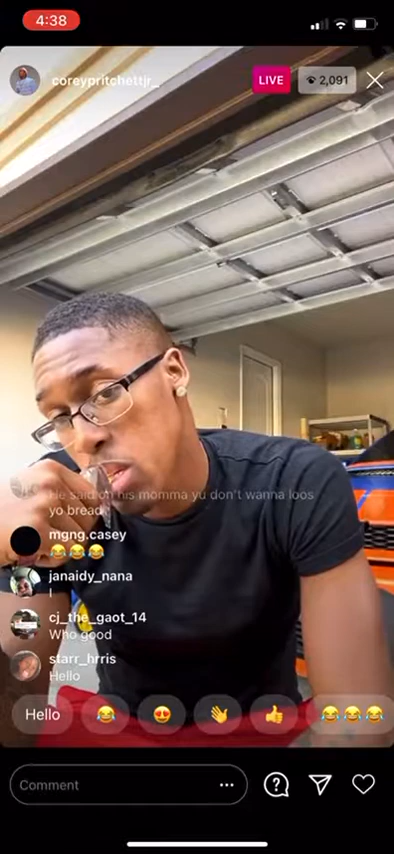 4:38
coreypritchettjr_
LIVE
2,091
He said on his momma yu don't wanna loos
yo bread
mgng.casey
😂😂😂
janaidy_nana
I
cj_the_gaot_14
Who good
starr_hrris
Hello
Hello 😂 😍 👋 👍 😂😂😂
Comment